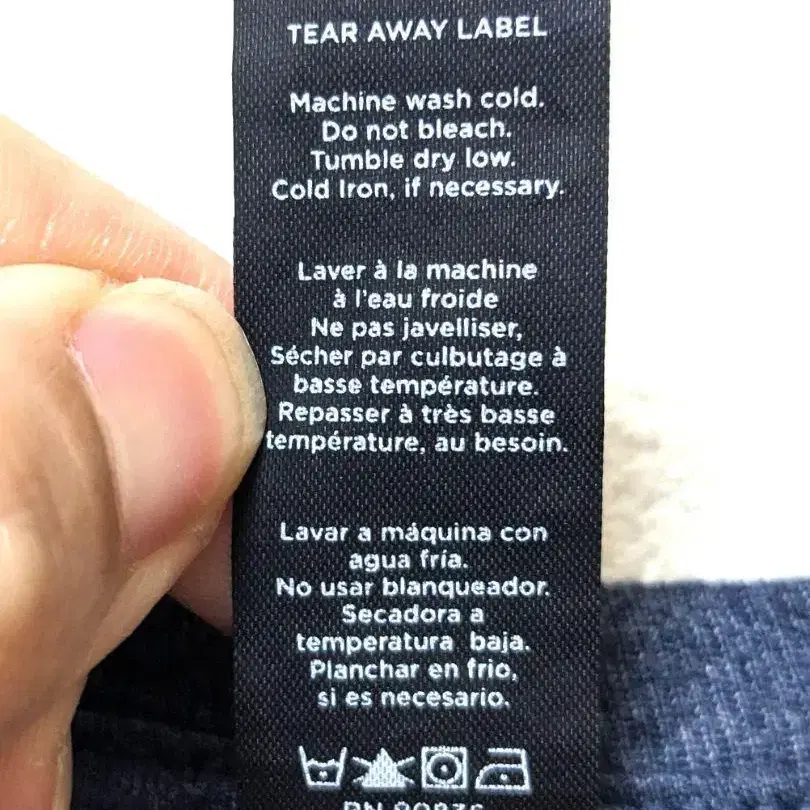 TEAR AWAY LABEL
Machine wash cold.
Do not bleach.
Tumble dry low.
Cold Iron, if necessary.
Laver à la machine
à l'eau froide
Ne pas javelliser,
Sécher par culbutage à
basse température.
Repasser à très basse
température, au besoin.
Lavar a máquina con
agua fría.
No usar blanqueador.
Secadora a
temperatura baja.
Planchar en frio,
si es necesario.
RN